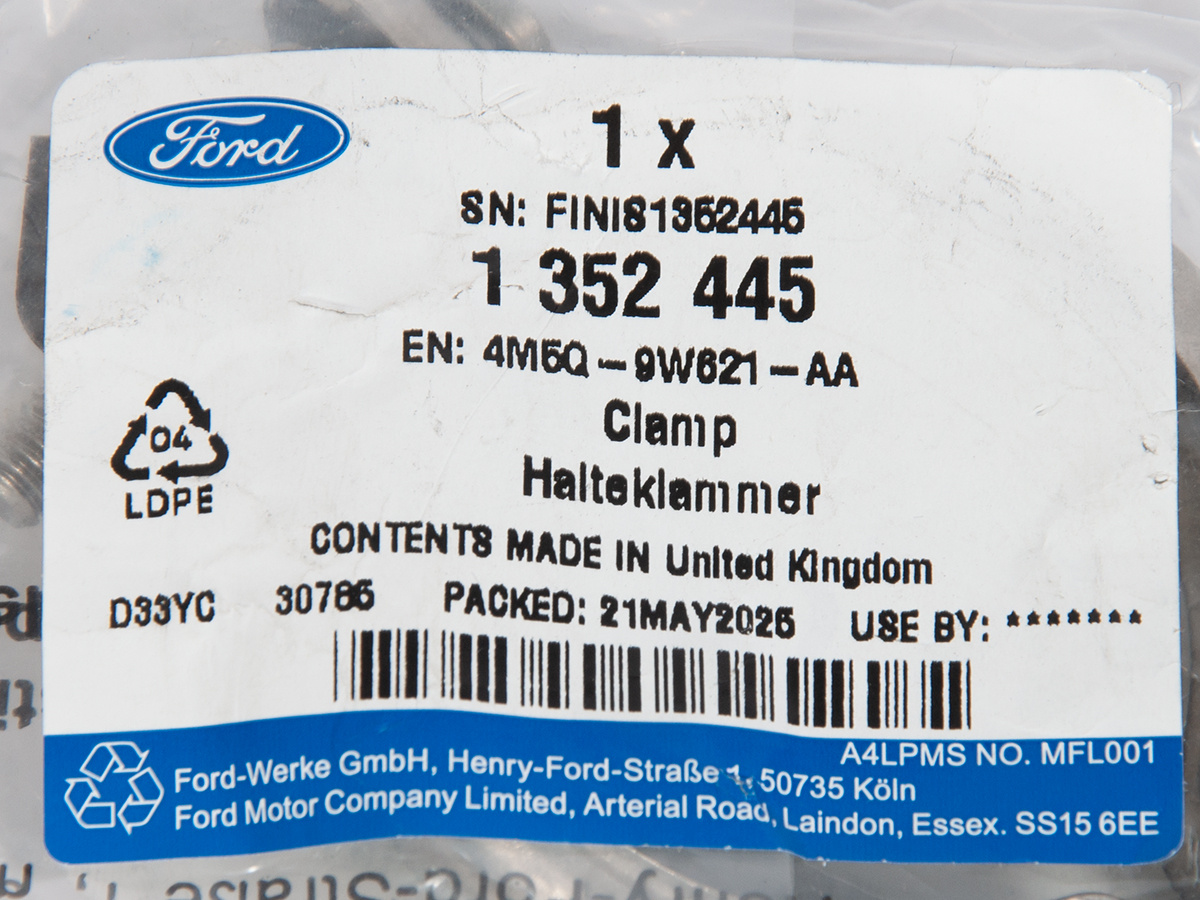 Ford
1 x
SN: FINIS1352445
1 352 445
EN: 4M5Q-9W621-AA
Clamp
Halteklammer
04
LDPE
CONTENTS MADE IN United Kingdom
D33YC 30785 PACKED: 21MAY2025 USE BY: *******
A4LPMS NO. MFL001
Ford-Werke GmbH, Henry-Ford-Straße 1, 50735 Köln
Ford Motor Company Limited, Arterial Road, Laindon, Essex. SS15 6EE